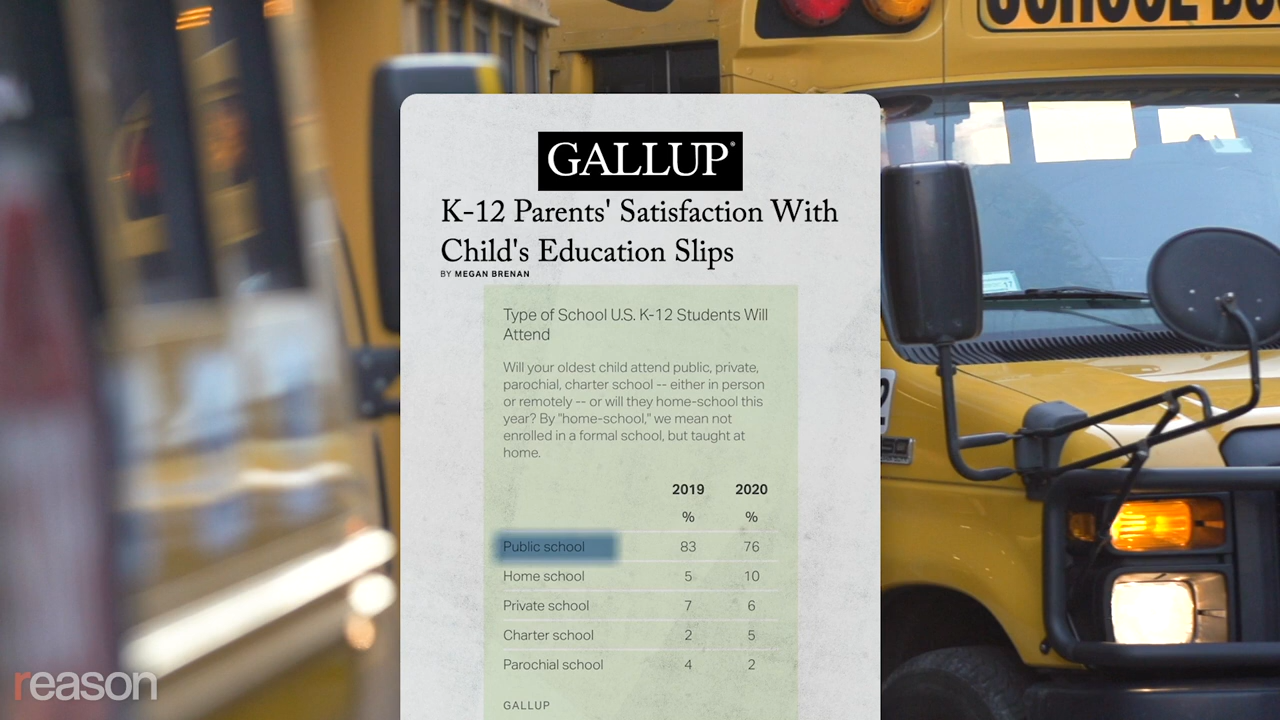 SCHOOL BUS
GALLUP®
K-12 Parents' Satisfaction With
Child's Education Slips
BY MEGAN BRENAN
Type of School U.S. K-12 Students Will
Attend
Will your oldest child attend public, private,
parochial, charter school -- either in person
or remotely -- or will they home-school this
year? By "home-school," we mean not
enrolled in a formal school, but taught at
home.
2019 2020
% %
Public school 83 76
Home school 5 10
Private school 7 6
Charter school 2 5
Parochial school 4 2
GALLUP
reason